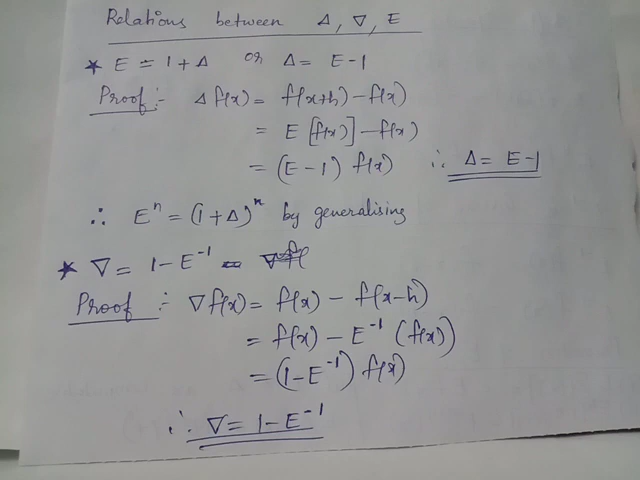 Relations between Δ, ∇, E
* E = 1 + Δ or Δ = E - 1
Proof :- Δ f(x) = f(x+h) - f(x)
= E [f(x)] - f(x)
= (E - 1) f(x) ∴ Δ = E - 1
∴ Eⁿ = (1 + Δ)ⁿ by generalising
* ∇ = 1 - E⁻¹
Proof :- ∇ f(x) = f(x) - f(x-h)
= f(x) - E⁻¹ (f(x))
= (1 - E⁻¹) f(x)
∴ ∇ = 1 - E⁻¹